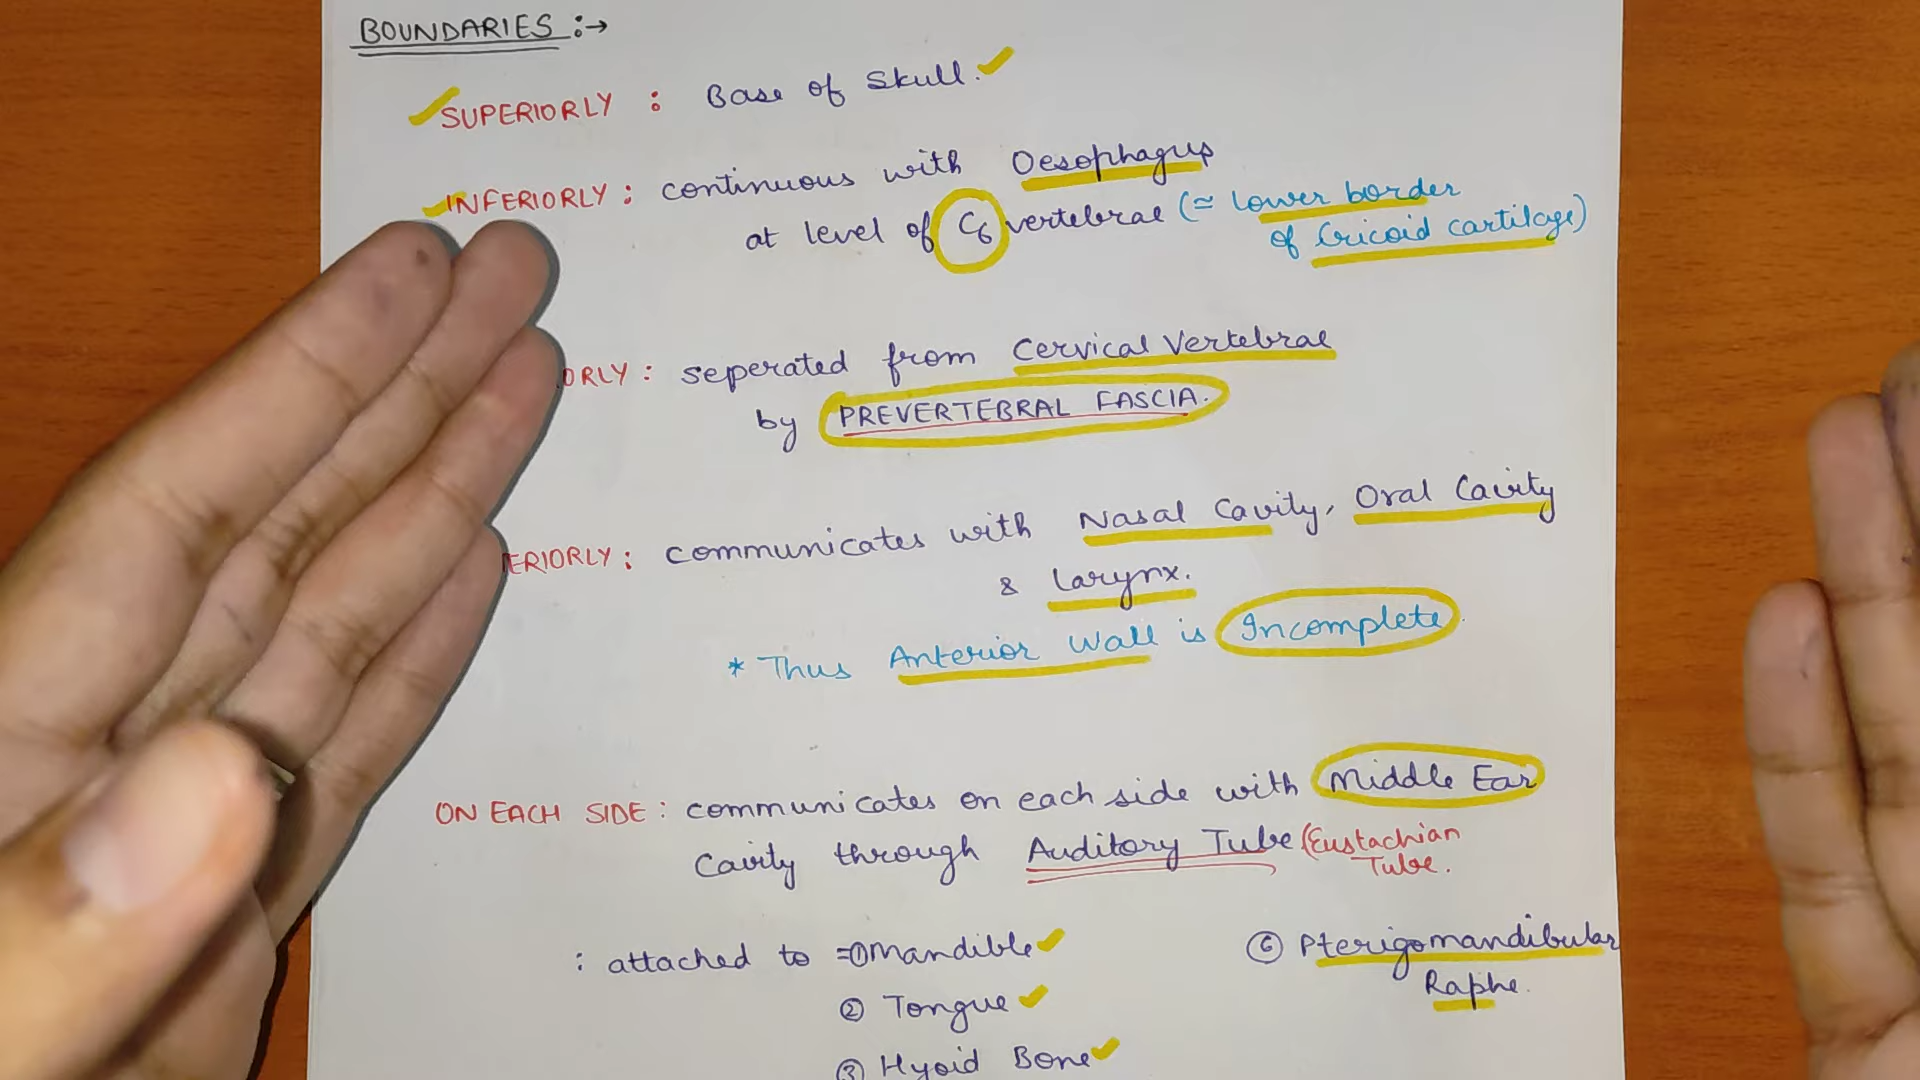 BOUNDARIES :→
SUPERIORLY : Base of Skull.
INFERIORLY : continuous with Oesophagus
at level of C6 vertebrae (≃ lower border
of Cricoid cartilage)
ORLY : seperated from Cervical Vertebrae
by PREVERTEBRAL FASCIA.
ERIORLY : communicates with Nasal Cavity, Oral Cavity
& Larynx.
* Thus Anterior Wall is Incomplete.
ON EACH SIDE : communicates on each side with Middle Ear
Cavity through Auditory Tube (Eustachian
Tube.
: attached to =① Mandible
② Tongue
③ Hyoid Bone
⑥ Pterigomandibular
Raphe.